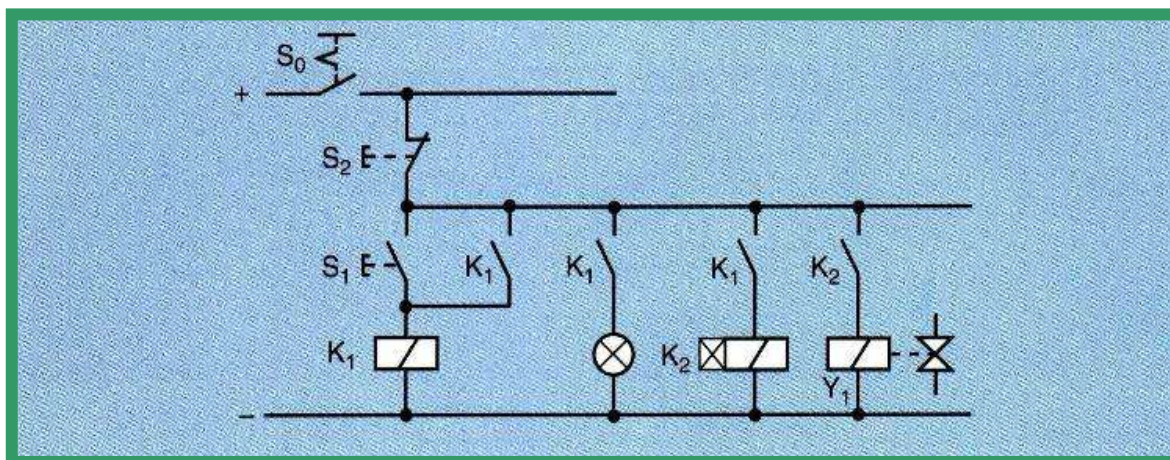 S₀
+
S₂
S₁ K₁ K₁ K₁ K₂
K₁ K₂
Y₁
−